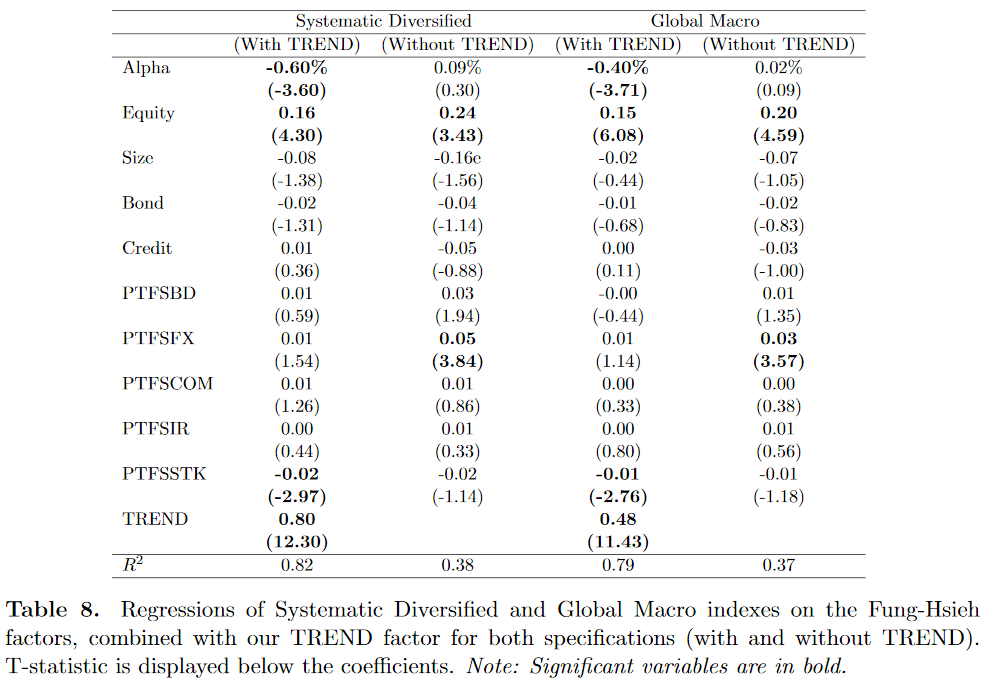 Systematic Diversified Global Macro
(With TREND) (Without TREND) (With TREND) (Without TREND)
Alpha -0.60% 0.09% -0.40% 0.02%
(-3.60) (0.30) (-3.71) (0.09)
Equity 0.16 0.24 0.15 0.20
(4.30) (3.43) (6.08) (4.59)
Size -0.08 -0.16e -0.02 -0.07
(-1.38) (-1.56) (-0.44) (-1.05)
Bond -0.02 -0.04 -0.01 -0.02
(-1.31) (-1.14) (-0.68) (-0.83)
Credit 0.01 -0.05 0.00 -0.03
(0.36) (-0.88) (0.11) (-1.00)
PTFSBD 0.01 0.03 -0.00 0.01
(0.59) (1.94) (-0.44) (1.35)
PTFSFX 0.01 0.05 0.01 0.03
(1.54) (3.84) (1.14) (3.57)
PTFSCOM 0.01 0.01 0.00 0.00
(1.26) (0.86) (0.33) (0.38)
PTFSIR 0.00 0.01 0.00 0.01
(0.44) (0.33) (0.80) (0.56)
PTFSSTK -0.02 -0.02 -0.01 -0.01
(-2.97) (-1.14) (-2.76) (-1.18)
TREND 0.80 0.48
(12.30) (11.43)
R² 0.82 0.38 0.79 0.37
Table 8. Regressions of Systematic Diversified and Global Macro indexes on the Fung-Hsieh
factors, combined with our TREND factor for both specifications (with and without TREND).
T-statistic is displayed below the coefficients. Note: Significant variables are in bold.